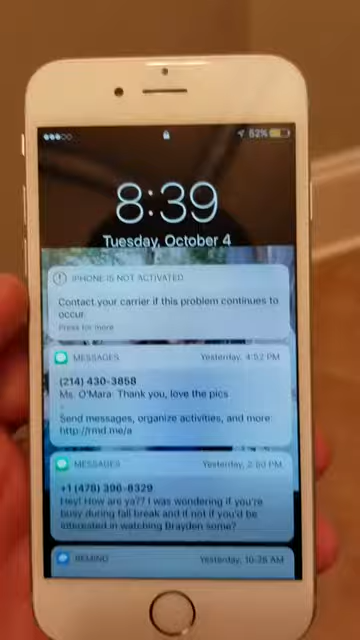 52%
8:39
Tuesday, October 4
IPHONE IS NOT ACTIVATED
Contact your carrier if this problem continues to
occur.
Press for more
MESSAGES Yesterday, 4:52 PM
(214) 430-3858
Ms. O'Mara: Thank you, love the pics
Send messages, organize activities, and more:
http://rmd.me/a
MESSAGES Yesterday, 2:50 PM
+1 (478) 396-8329
Hey! How are ya?? I was wondering if you're
busy during fall break and if not if you'd be
interested in watching Brayden some?
REMIND Yesterday, 10:26 AM